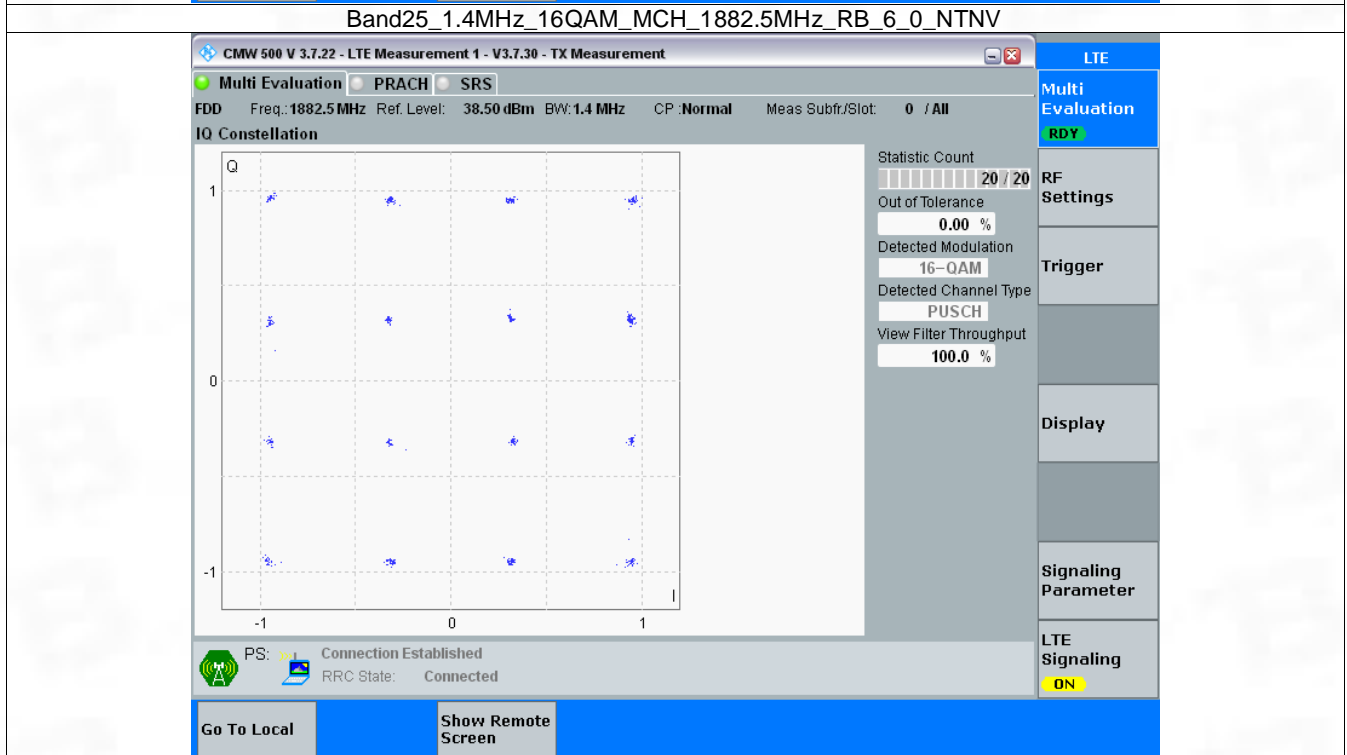 Band25_1.4MHz_16QAM_MCH_1882.5MHz_RB_6_0_NTNV
CMW 500 V 3.7.22 - LTE Measurement 1 - V3.7.30 - TX Measurement
LTE
Multi Evaluation PRACH SRS
Multi
Evaluation
RDY
FDD Freq.: 1882.5 MHz Ref. Level: 38.50 dBm BW: 1.4 MHz CP : Normal Meas Subfr./Slot: 0 / All
IQ Constellation
Q
1
0
-1
I
-1 0 1
Statistic Count
20 / 20
Out of Tolerance
0.00 %
Detected Modulation
16-QAM
Detected Channel Type
PUSCH
View Filter Throughput
100.0 %
RF
Settings
Trigger
Display
Signaling
Parameter
LTE
Signaling
ON
PS: Connection Established
RRC State: Connected
Go To Local
Show Remote
Screen